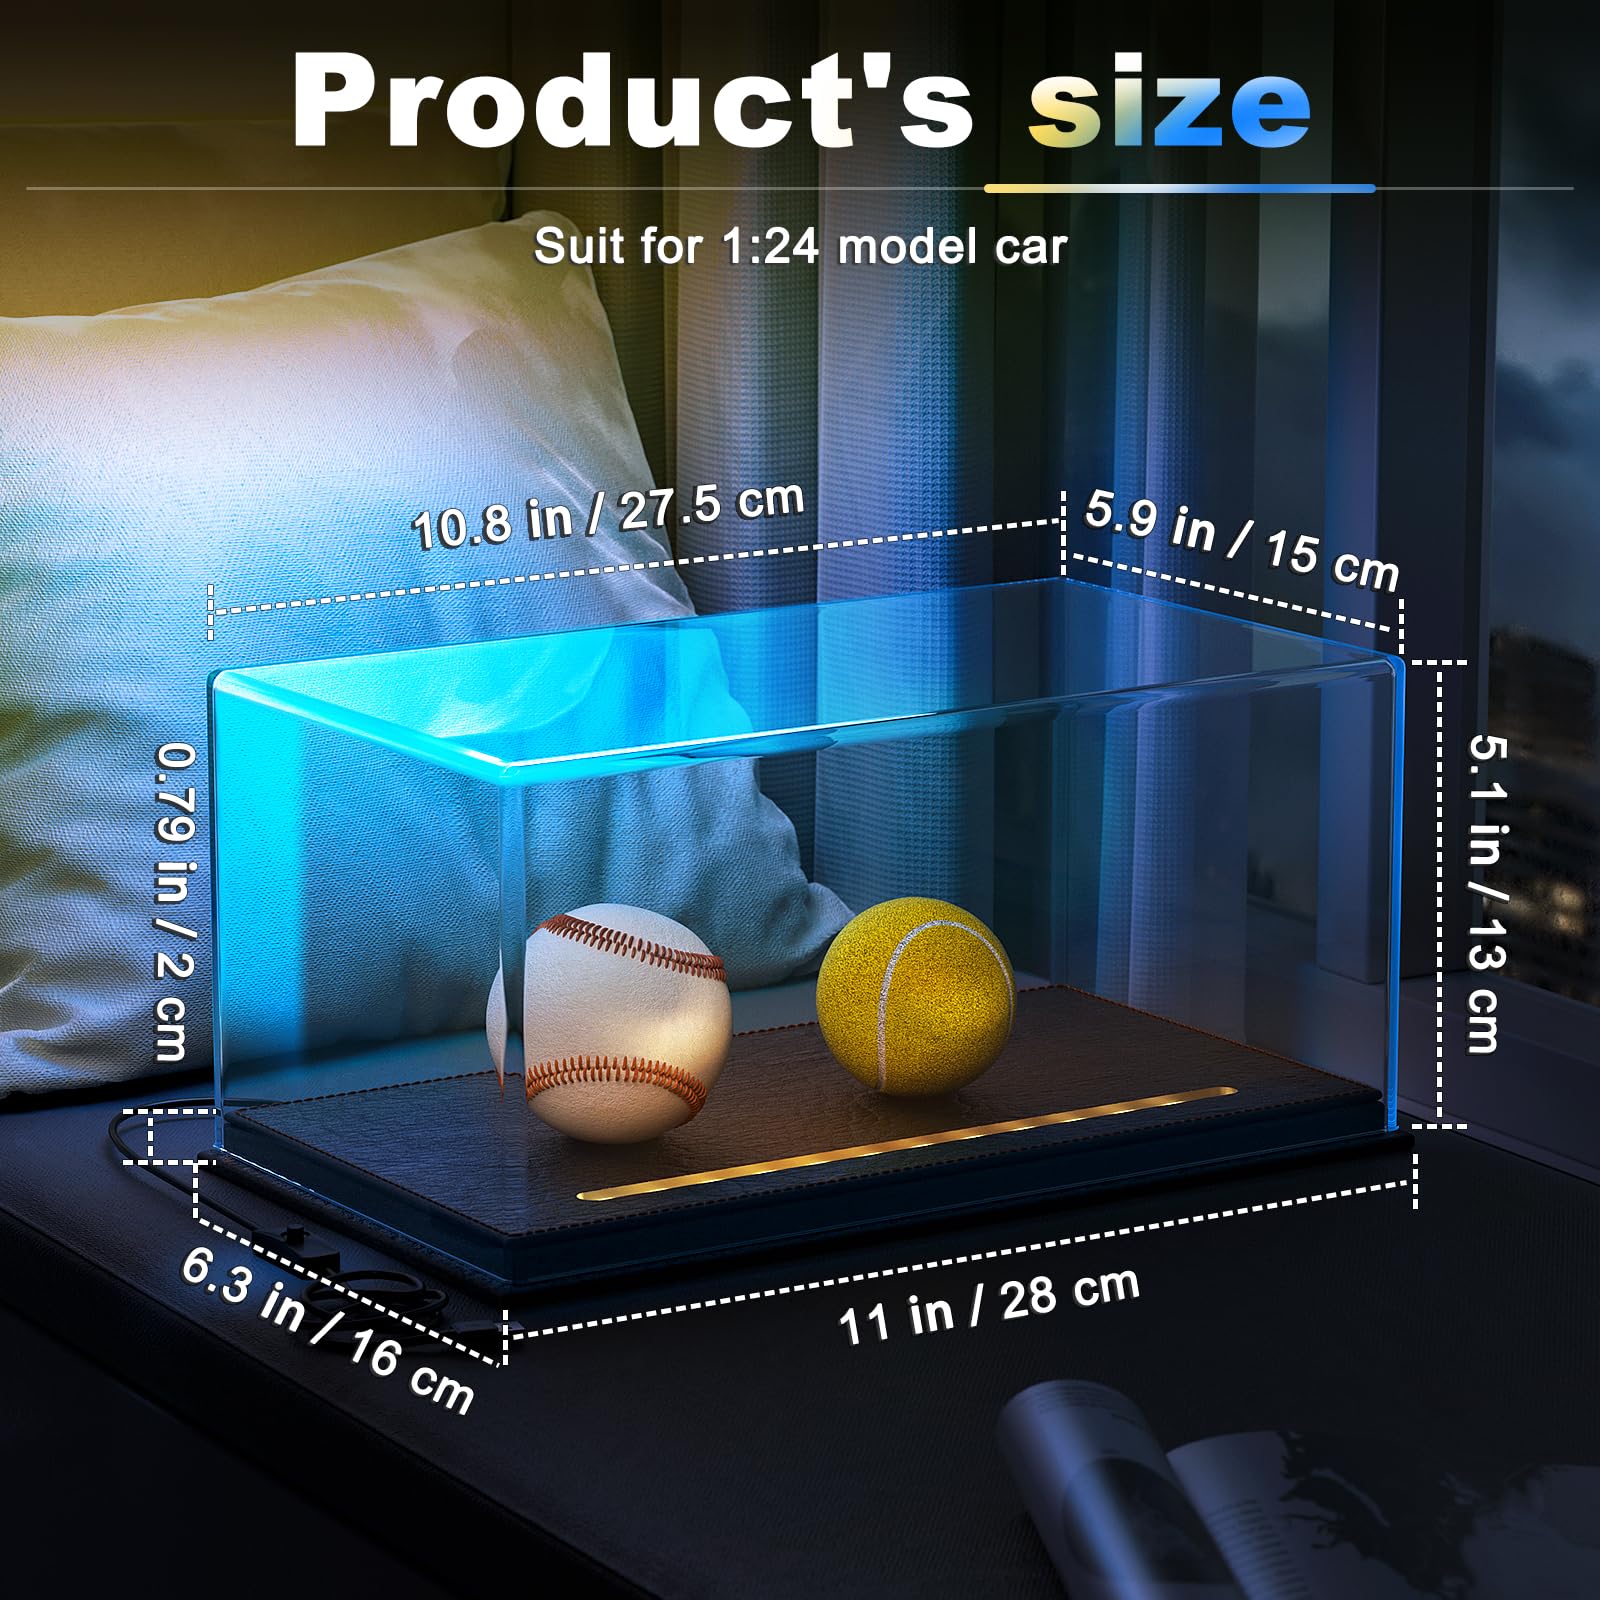 Product's size
Suit for 1:24 model car
10.8 in / 27.5 cm
5.9 in / 15 cm
0.79 in / 2 cm
5.1 in / 13 cm
6.3 in / 16 cm
11 in / 28 cm